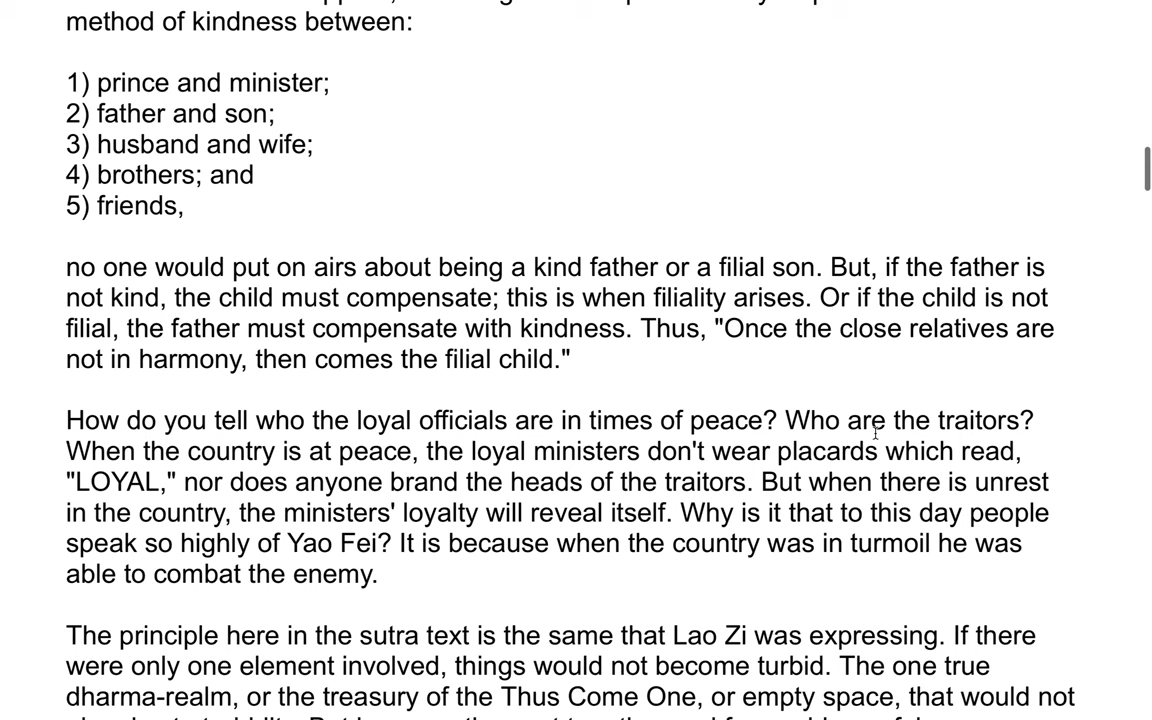 method of kindness between:
1) prince and minister;
2) father and son;
3) husband and wife;
4) brothers; and
5) friends,
no one would put on airs about being a kind father or a filial son. But, if the father is
not kind, the child must compensate; this is when filiality arises. Or if the child is not
filial, the father must compensate with kindness. Thus, "Once the close relatives are
not in harmony, then comes the filial child."
How do you tell who the loyal officials are in times of peace? Who are the traitors?
When the country is at peace, the loyal ministers don't wear placards which read,
"LOYAL," nor does anyone brand the heads of the traitors. But when there is unrest
in the country, the ministers' loyalty will reveal itself. Why is it that to this day people
speak so highly of Yao Fei? It is because when the country was in turmoil he was
able to combat the enemy.
The principle here in the sutra text is the same that Lao Zi was expressing. If there
were only one element involved, things would not become turbid. The one true
dharma-realm, or the treasury of the Thus Come One, or empty space, that would not